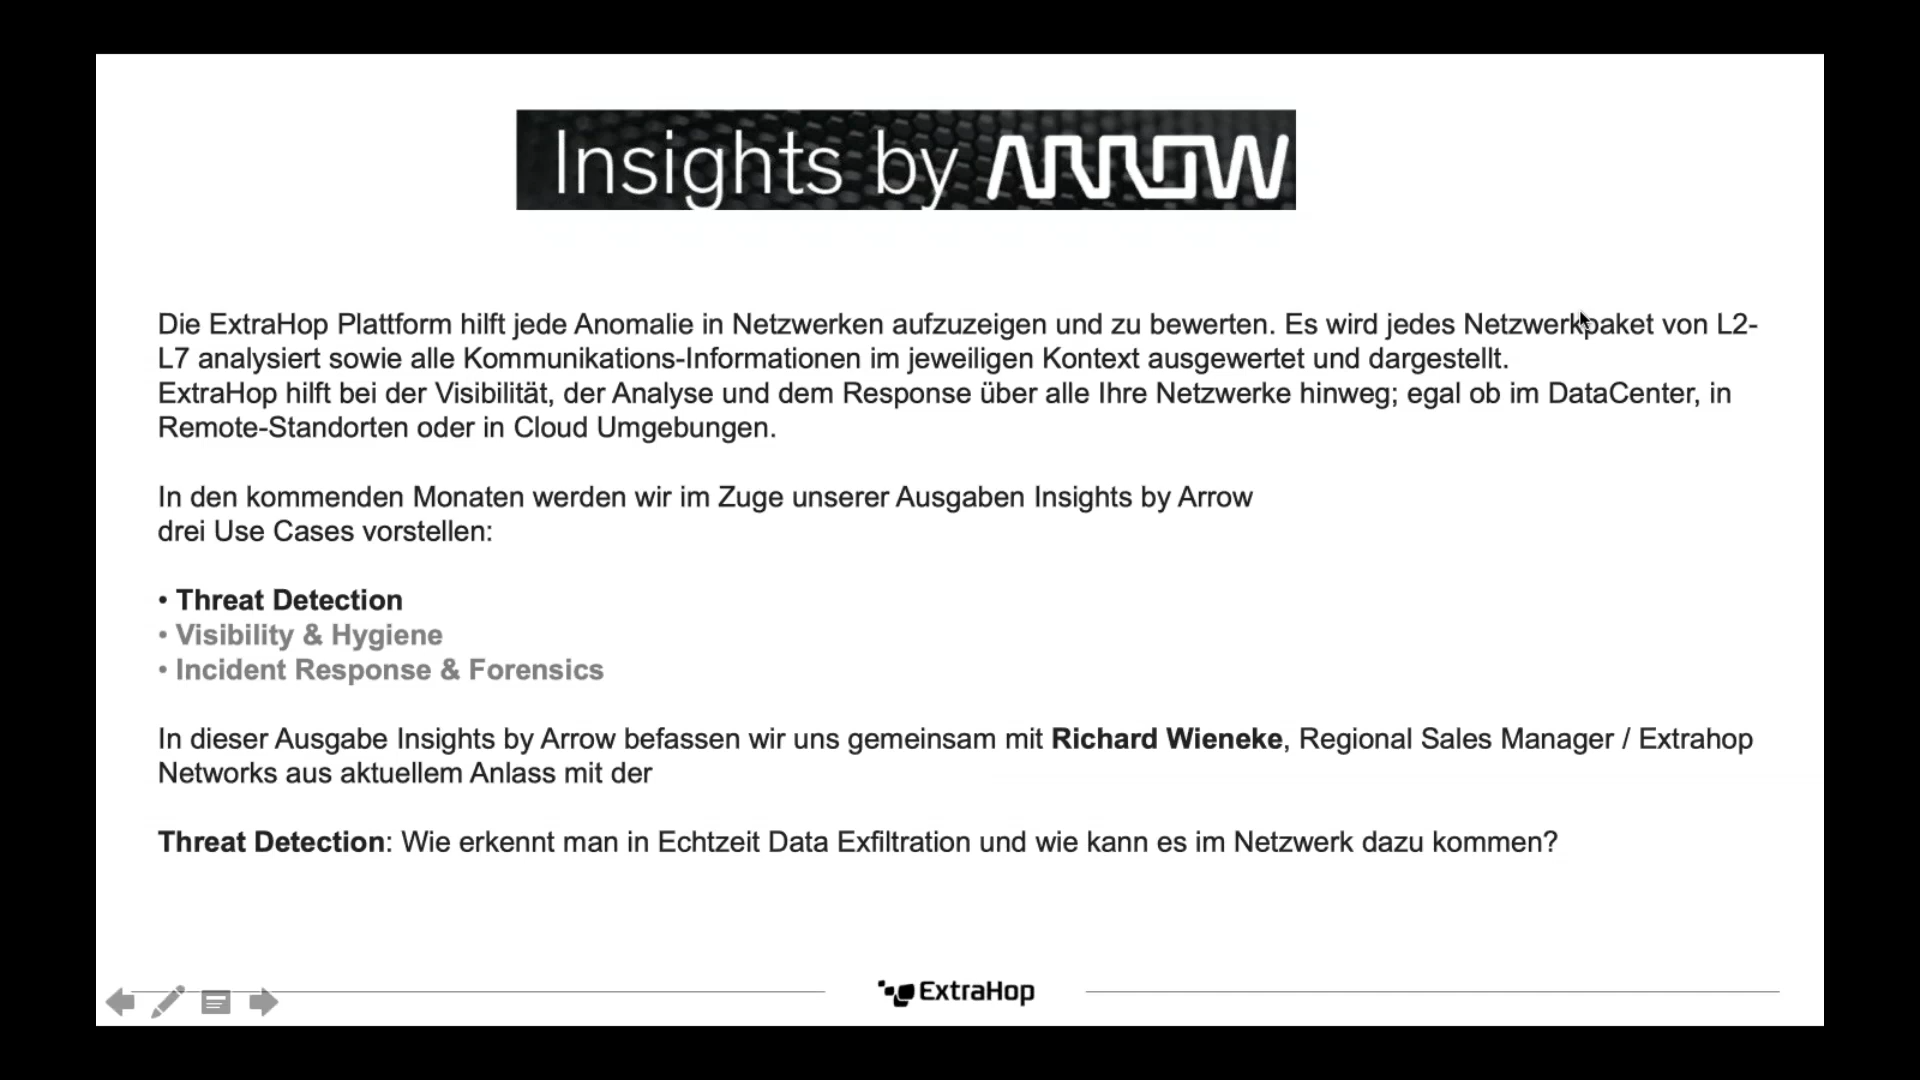 Insights by ARROW
Die ExtraHop Plattform hilft jede Anomalie in Netzwerken aufzuzeigen und zu bewerten. Es wird jedes Netzwerkpaket von L2-
L7 analysiert sowie alle Kommunikations-Informationen im jeweiligen Kontext ausgewertet und dargestellt.
ExtraHop hilft bei der Visibilität, der Analyse und dem Response über alle Ihre Netzwerke hinweg; egal ob im DataCenter, in
Remote-Standorten oder in Cloud Umgebungen.
In den kommenden Monaten werden wir im Zuge unserer Ausgaben Insights by Arrow
drei Use Cases vorstellen:
• Threat Detection
• Visibility & Hygiene
• Incident Response & Forensics
In dieser Ausgabe Insights by Arrow befassen wir uns gemeinsam mit Richard Wieneke, Regional Sales Manager / Extrahop
Networks aus aktuellem Anlass mit der
Threat Detection: Wie erkennt man in Echtzeit Data Exfiltration und wie kann es im Netzwerk dazu kommen?
ExtraHop